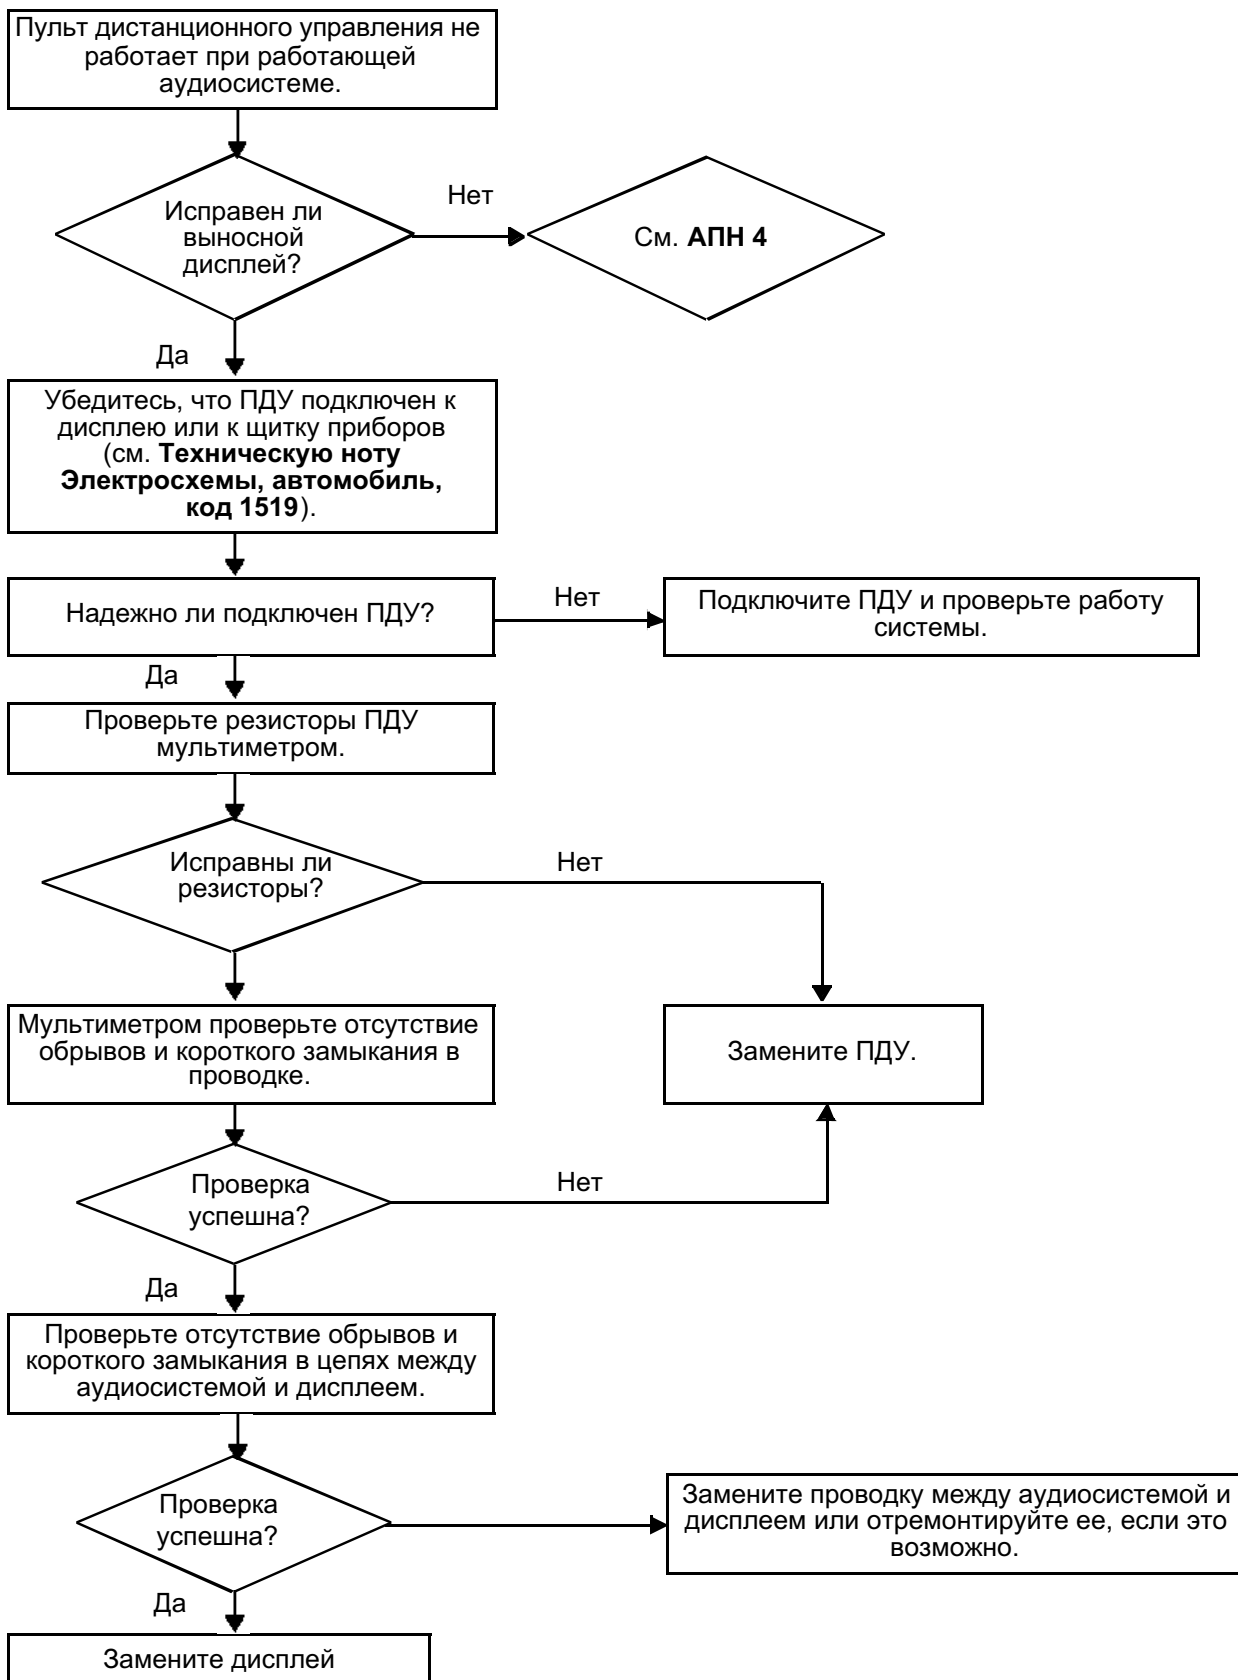 Пульт дистанционного управления не
работает при работающей
аудиосистеме.
Исправен ли
выносной
дисплей?
Нет
См. АПН 4
Да
Убедитесь, что ПДУ подключен к
дисплею или к щитку приборов
(см. Техническую ноту
Электросхемы, автомобиль,
код 1519).
Надежно ли подключен ПДУ?
Нет
Подключите ПДУ и проверьте работу
системы.
Да
Проверьте резисторы ПДУ
мультиметром.
Исправны ли
резисторы?
Нет
Мультиметром проверьте отсутствие
обрывов и короткого замыкания в
проводке.
Замените ПДУ.
Проверка
успешна?
Нет
Да
Проверьте отсутствие обрывов и
короткого замыкания в цепях между
аудиосистемой и дисплеем.
Проверка
успешна?
Замените проводку между аудиосистемой и
дисплеем или отремонтируйте ее, если это
возможно.
Да
Замените дисплей